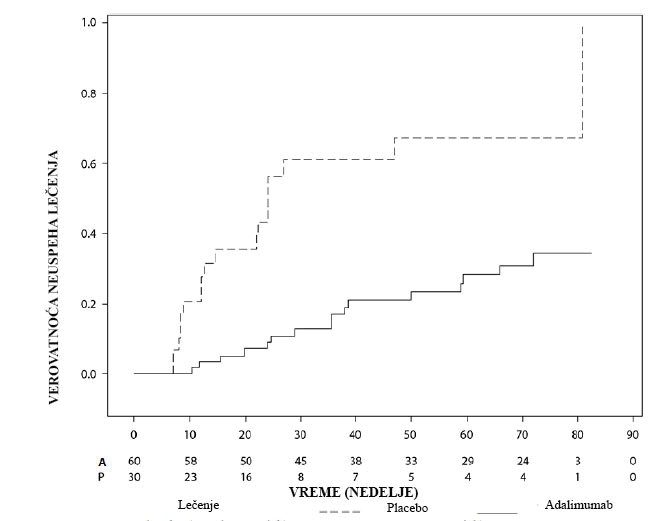 1.0
0.8
0.6
0.4
0.2
0.0
VEROVATNOĆA NEUSPEHA LEČENJA
0 10 20 30 40 50 60 70 80 90
A 60 58 50 45 38 33 29 24 3 0
P 30 23 16 8 7 5 4 4 1 0
VREME (NEDELJE)
Lečenje Placebo Adalimumab